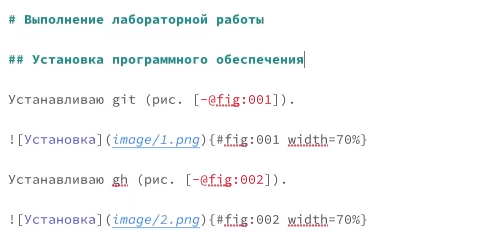 # Выполнение лабораторной работы
## Установка программного обеспечения
Устанавливаю git (рис. [-@fig:001]).
![Установка](image/1.png){#fig:001 width=70%}
Устанавливаю gh (рис. [-@fig:002]).
![Установка](image/2.png){#fig:002 width=70%}